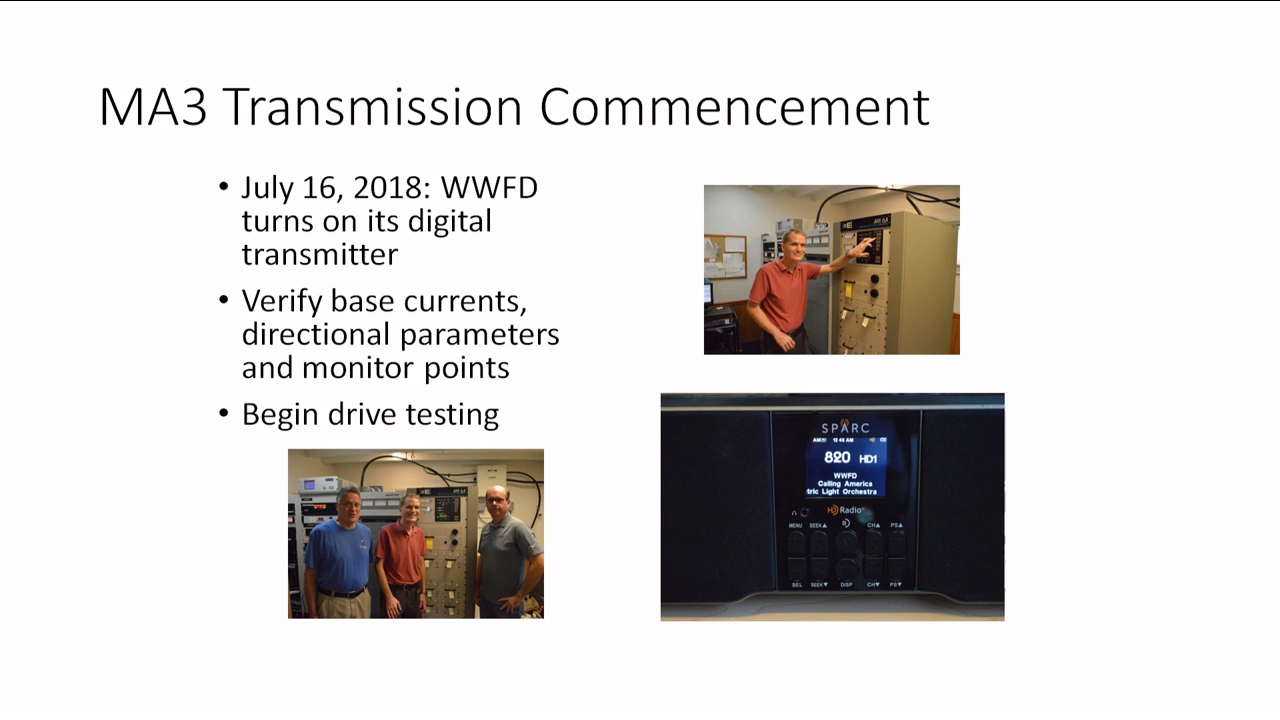 MA3 Transmission Commencement
• July 16, 2018: WWFD
turns on its digital
transmitter
• Verify base currents,
directional parameters
and monitor points
• Begin drive testing
SPARC
12:46 AM
820 HD1
WWFD
Calling America
tric Light Orchestra
HD Radio
MENU SEEK▲ CH▲ PS▲
SEL SEEK▼ DISP CH▼ PS▼